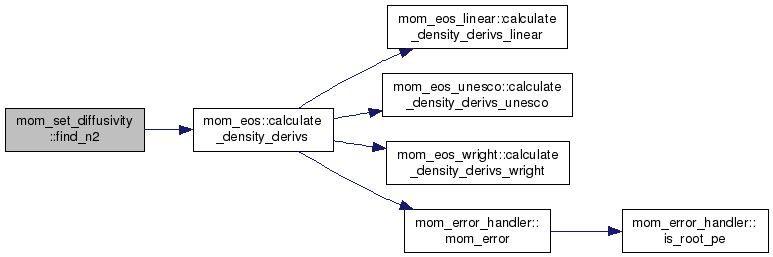 mom_set_diffusivity
::find_n2
mom_eos::calculate
_density_derivs
mom_eos_linear::calculate
_density_derivs_linear
mom_eos_unesco::calculate
_density_derivs_unesco
mom_eos_wright::calculate
_density_derivs_wright
mom_error_handler::
mom_error
mom_error_handler::
is_root_pe